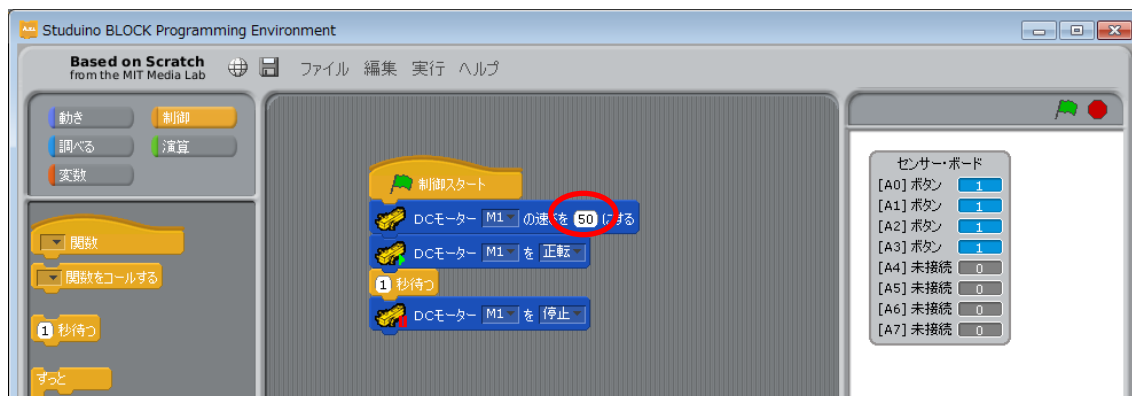 Studuino BLOCK Programming Environment
Based on Scratch
from the MIT Media Lab
ファイル 編集 実行 ヘルプ
動き 制御
調べる 演算
変数
関数
関数をコールする
1 秒待つ
ずっと
制御スタート
DCモーター M1 の速さを 50 にする
DCモーター M1 を 正転
1 秒待つ
DCモーター M1 を 停止
センサー・ボード
[A0] ボタン 1
[A1] ボタン 1
[A2] ボタン 1
[A3] ボタン 1
[A4] 未接続 0
[A5] 未接続 0
[A6] 未接続 0
[A7] 未接続 0